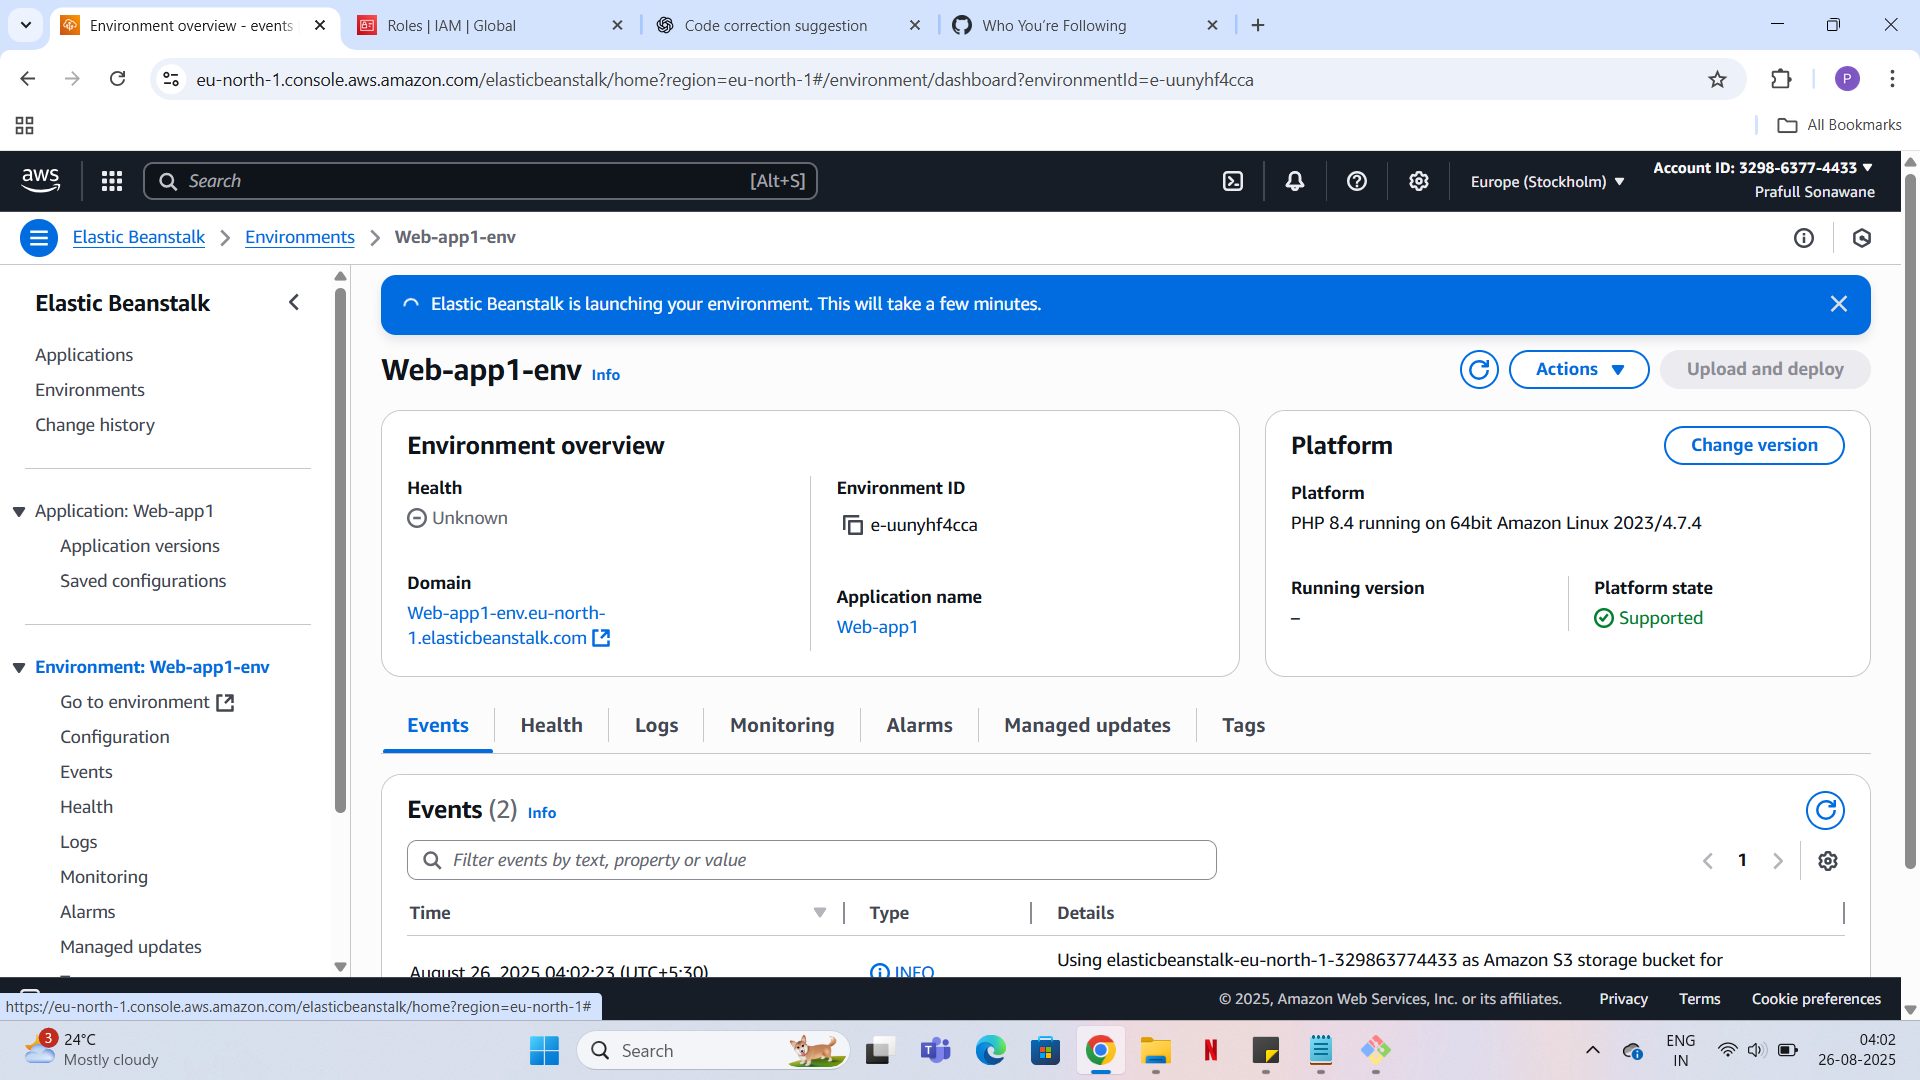 Environment overview - events
Roles | IAM | Global
Code correction suggestion
Who You're Following
eu-north-1.console.aws.amazon.com/elasticbeanstalk/home?region=eu-north-1#/environment/dashboard?environmentId=e-uunyhf4cca
P
All Bookmarks
aws
Search
[Alt+S]
Europe (Stockholm)
Account ID: 3298-6377-4433
Prafull Sonawane
Elastic Beanstalk
Environments
Web-app1-env
Elastic Beanstalk
Applications
Environments
Change history
Application: Web-app1
Application versions
Saved configurations
Environment: Web-app1-env
Go to environment
Configuration
Events
Health
Logs
Monitoring
Alarms
Managed updates
Elastic Beanstalk is launching your environment. This will take a few minutes.
Web-app1-env Info
Actions
Upload and deploy
Environment overview
Health
Unknown
Domain
Web-app1-env.eu-north-
1.elasticbeanstalk.com
Environment ID
e-uunyhf4cca
Application name
Web-app1
Platform
Change version
Platform
PHP 8.4 running on 64bit Amazon Linux 2023/4.7.4
Running version
–
Platform state
Supported
Events
Health
Logs
Monitoring
Alarms
Managed updates
Tags
Events (2) Info
Filter events by text, property or value
1
Time
Type
Details
August 26, 2025 04:02:23 (UTC+5:30)
INFO
Using elasticbeanstalk-eu-north-1-329863774433 as Amazon S3 storage bucket for
https://eu-north-1.console.aws.amazon.com/elasticbeanstalk/home?region=eu-north-1#
© 2025, Amazon Web Services, Inc. or its affiliates.
Privacy
Terms
Cookie preferences
3
24°C
Mostly cloudy
Search
ENG
IN
04:02
26-08-2025